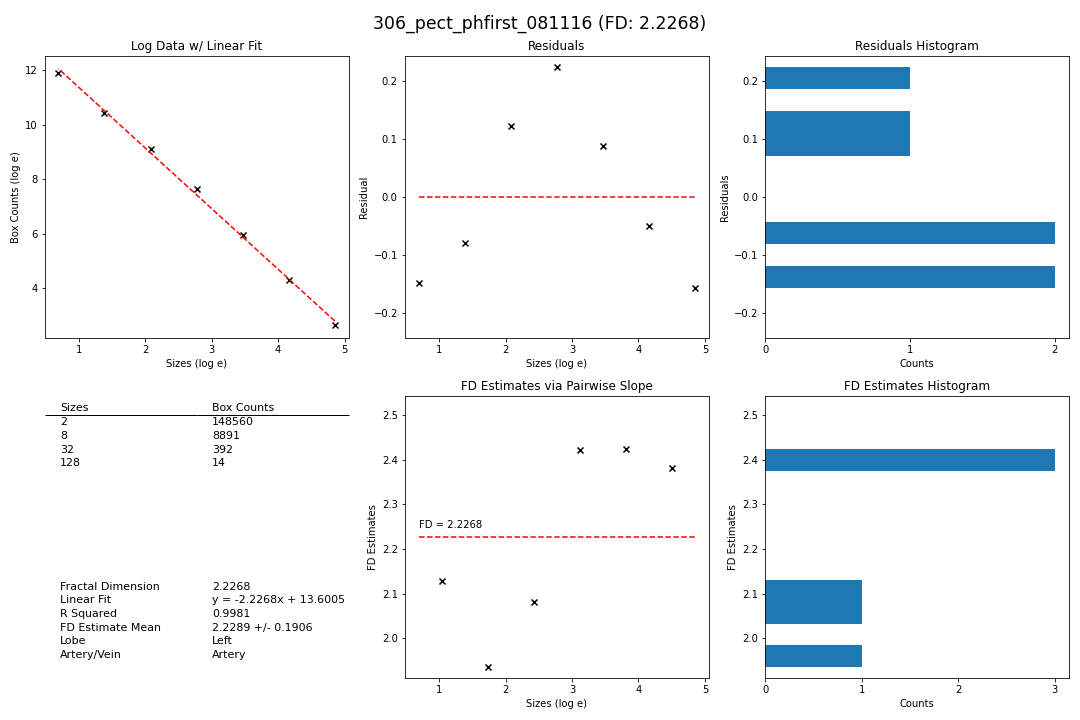 306_pect_phfirst_081116 (FD: 2.2268)
Log Data w/ Linear Fit
Box Counts (log e)
12
10
8
6
4
1 2 3 4 5
Sizes (log e)
Residuals
Residual
0.2
0.1
0.0
−0.1
−0.2
1 2 3 4 5
Sizes (log e)
Residuals Histogram
Residuals
0.2
0.1
0.0
−0.1
−0.2
0 1 2
Counts
Sizes Box Counts
2 148560
8 8891
32 392
128 14
Fractal Dimension 2.2268
Linear Fit y = -2.2268x + 13.6005
R Squared 0.9981
FD Estimate Mean 2.2289 +/- 0.1906
Lobe Left
Artery/Vein Artery
FD Estimates via Pairwise Slope
FD Estimates
2.5
2.4
2.3
2.2
2.1
2.0
FD = 2.2268
1 2 3 4 5
Sizes (log e)
FD Estimates Histogram
FD Estimates
2.5
2.4
2.3
2.2
2.1
2.0
0 1 2 3
Counts